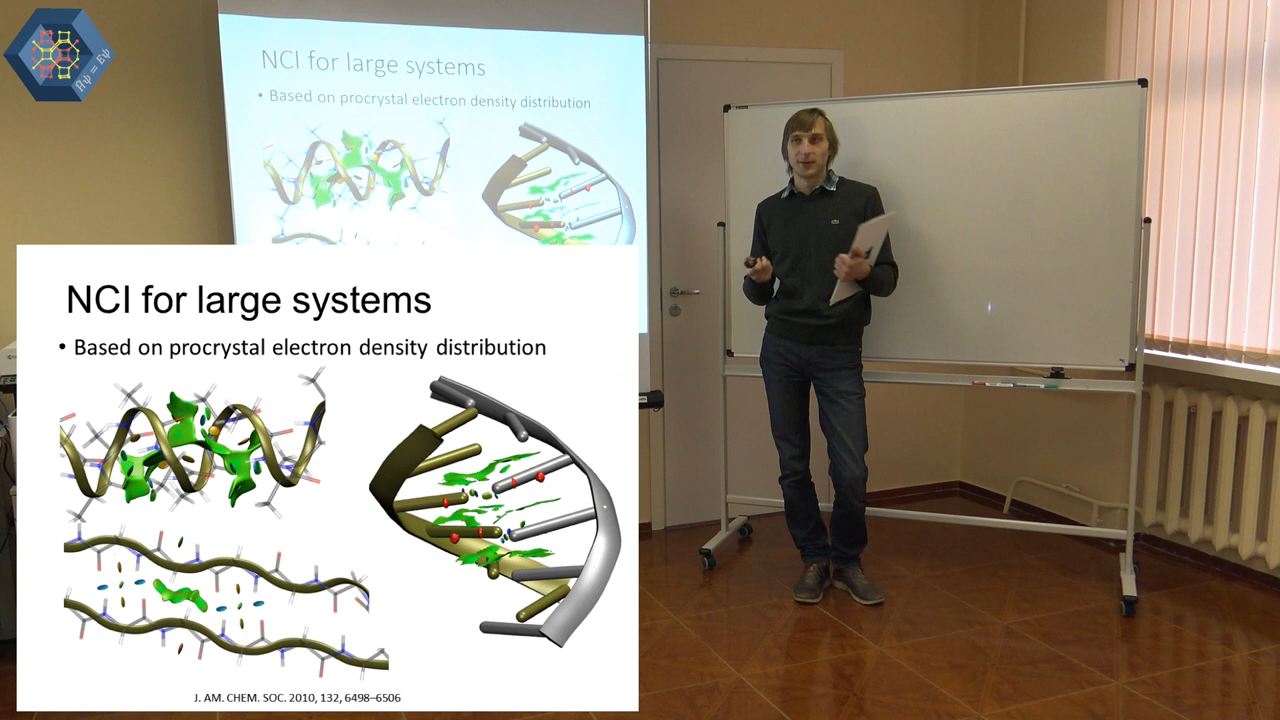 Ĥψ = Eψ
NCI for large systems
• Based on procrystal electron density distribution
NCI for large systems
• Based on procrystal electron density distribution
J. AM. CHEM. SOC. 2010, 132, 6498–6506